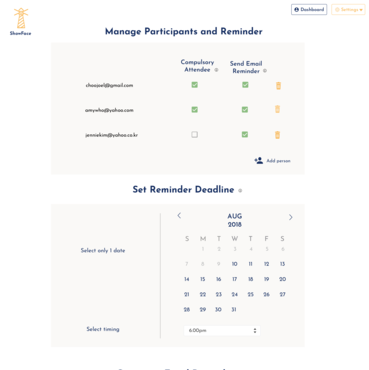 Dashboard
Settings
ShowFace
Manage Participants and Reminder
Compulsory
Attendee
Send Email
Reminder
chaejoel@gmail.com
amywho@yahoo.com
jenniekim@yahoo.co.kr
Add person
Set Reminder Deadline
AUG
2018
S M T W T F S
1 2 3 4 5 6
7 8 9 10 11 12 13
14 15 16 17 18 19 20
21 22 23 24 25 26 27
28 29 30 31
Select only 1 date
Select timing
6:00pm